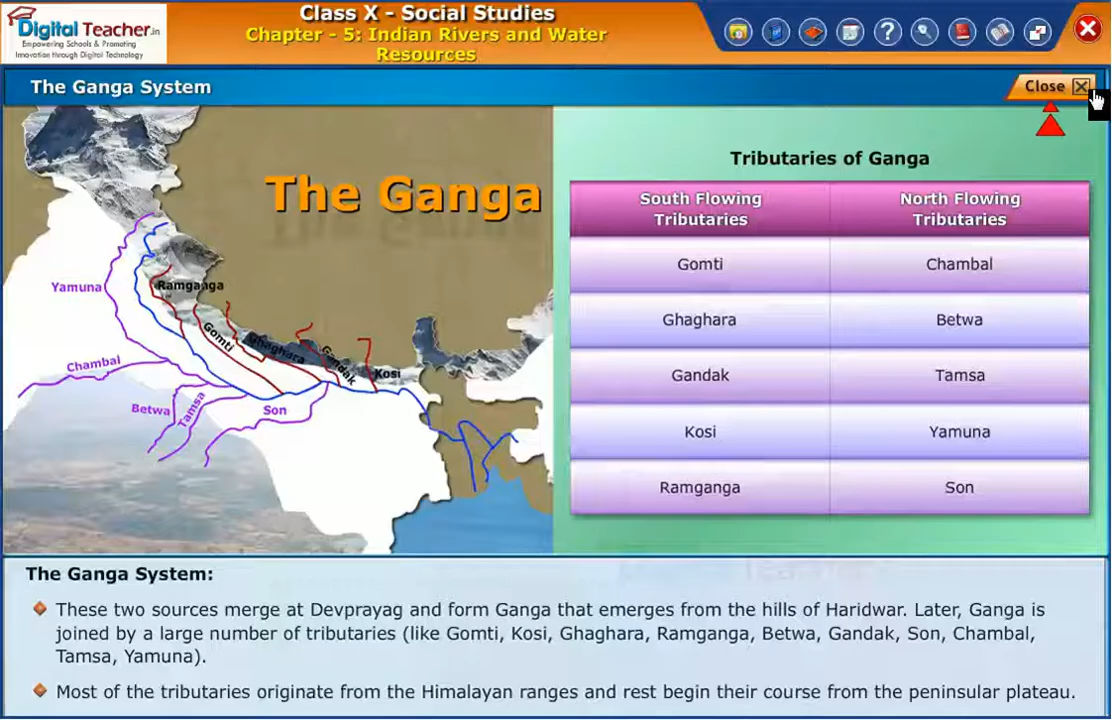 Digital Teacher.in
Empowering Schools & Promoting
Innovation through Digital Technology
Class X - Social Studies
Chapter - 5: Indian Rivers and Water
Resources
The Ganga System
Close
The Ganga
Yamuna
Ramganga
Gomti
Ghaghara
Gandak
Kosi
Chambal
Betwa
Tamsa
Son
Tributaries of Ganga
South Flowing Tributaries North Flowing Tributaries
Gomti Chambal
Ghaghara Betwa
Gandak Tamsa
Kosi Yamuna
Ramganga Son
The Ganga System:
These two sources merge at Devprayag and form Ganga that emerges from the hills of Haridwar. Later, Ganga is
joined by a large number of tributaries (like Gomti, Kosi, Ghaghara, Ramganga, Betwa, Gandak, Son, Chambal,
Tamsa, Yamuna).
Most of the tributaries originate from the Himalayan ranges and rest begin their course from the peninsular plateau.